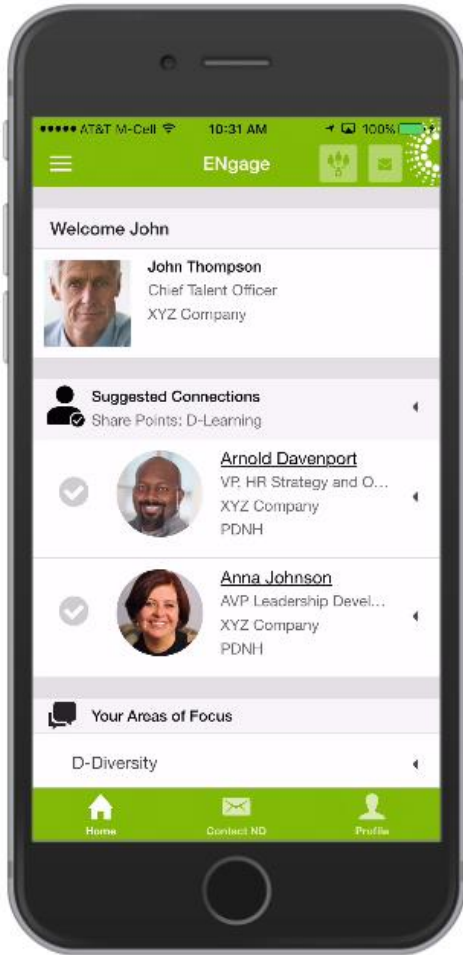 AT&T M-Cell
10:31 AM
100%
ENgage
Welcome John
John Thompson
Chief Talent Officer
XYZ Company
Suggested Connections
Share Points: D-Learning
Arnold Davenport
VP, HR Strategy and O...
XYZ Company
PDNH
Anna Johnson
AVP Leadership Devel...
XYZ Company
PDNH
Your Areas of Focus
D-Diversity
Home
Contact ND
Profile